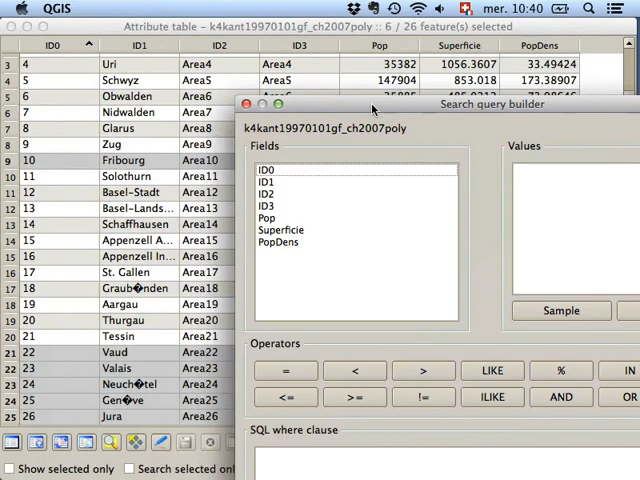 QGIS mer. 10:40
Attribute table - k4kant19970101gf_ch2007poly :: 6 / 26 feature(s) selected
ID0 ID1 ID2 ID3 Pop Superficie PopDens
3 4 Uri Area4 Area4 35382 1056.3607 33.49424
4 5 Schwyz Area5 Area5 147904 853.018 173.38907
5 6 Obwalden Area6
6 7 Nidwalden Area7
7 8 Glarus Area8
8 9 Zug Area9
9 10 Fribourg Area10
10 11 Solothurn Area11
11 12 Basel-Stadt Area12
12 13 Basel-Lands... Area13
13 14 Schaffhausen Area14
14 15 Appenzell A... Area15
15 16 Appenzell In... Area16
16 17 St. Gallen Area17
17 18 Graub�nden Area18
18 19 Aargau Area19
19 20 Thurgau Area20
20 21 Tessin Area21
21 22 Vaud Area22
22 23 Valais Area23
23 24 Neuch�tel Area24
24 25 Gen�ve Area25
25 26 Jura Area26
Show selected only Search selected only
Search query builder
k4kant19970101gf_ch2007poly
Fields Values
ID0
ID1
ID2
ID3
Pop
Superficie
PopDens
Sample
Operators
= < > LIKE % IN
<= >= != ILIKE AND OR
SQL where clause